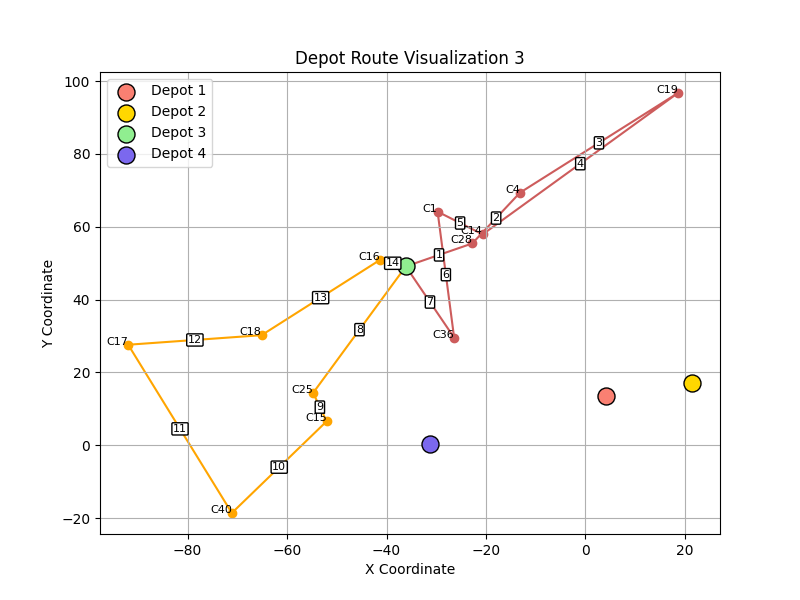 Depot Route Visualization 3
Depot 1
Depot 2
Depot 3
Depot 4
100
80
60
40
20
0
−20
−80
−60
−40
−20
0
20
Y Coordinate
X Coordinate
C19
3
4
C4
C1
5
2
C14
C28
1
C16
14
6
13
7
8
C18
C36
12
C17
C25
9
C15
11
10
C40